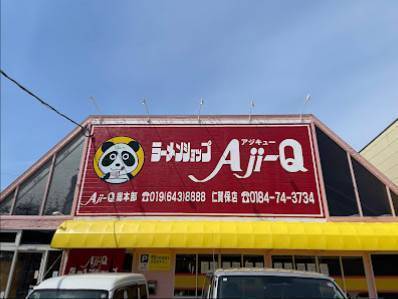 ラーメンショップ
アジキュー
Aji-Q
Aji-Q 総本部 ☎019(643)8888 仁賀保店 ☎0184-74-3734
P